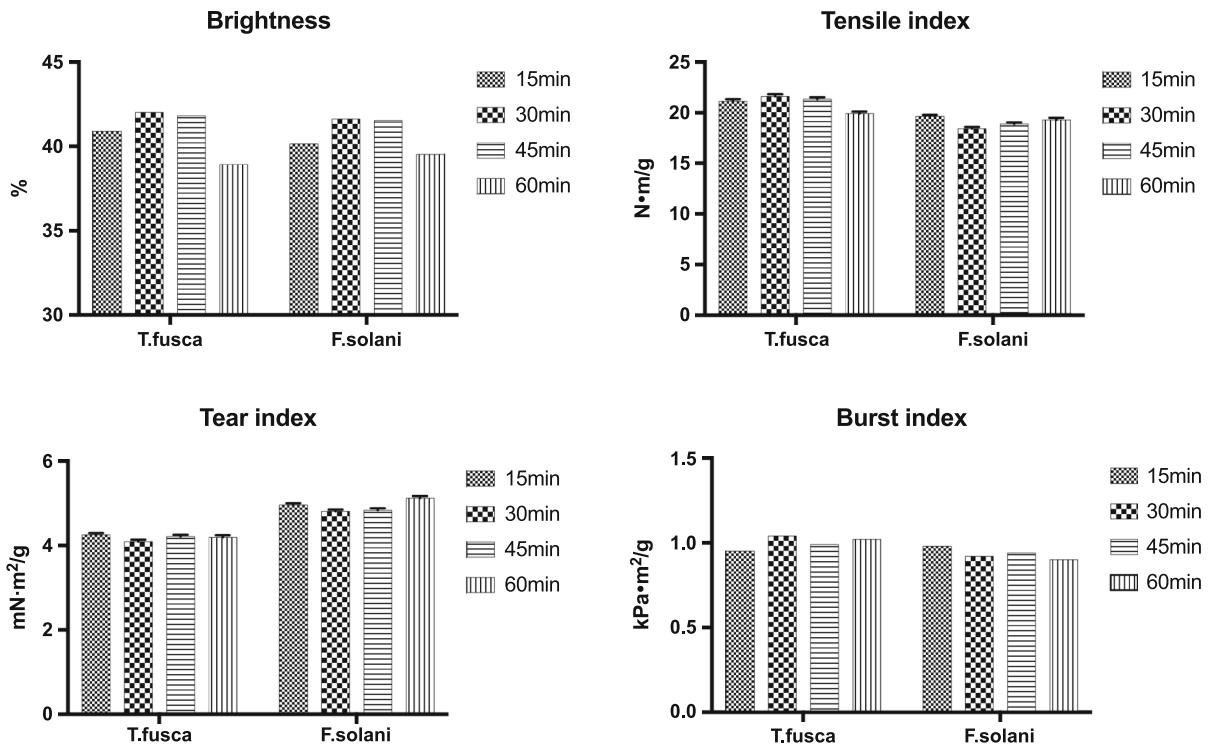 Brightness
%
45
40
35
30
T.fusca
F.solani
15min
30min
45min
60min
Tensile index
N•m/g
25
20
15
10
5
0
T.fusca
F.solani
15min
30min
45min
60min
Tear index
mN·m²/g
6
4
2
0
T.fusca
F.solani
15min
30min
45min
60min
Burst index
kPa•m²/g
1.5
1.0
0.5
0.0
T.fusca
F.solani
15min
30min
45min
60min